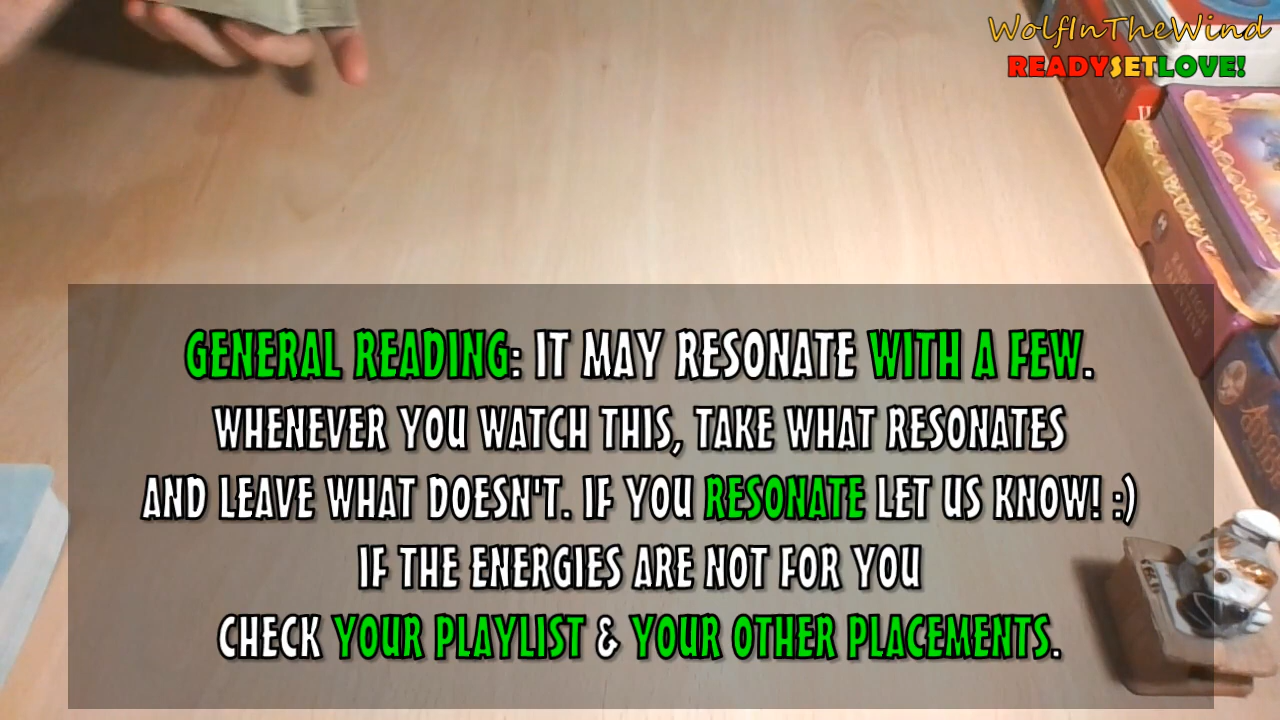 WolfInTheWind
READYSETLOVE!
GENERAL READING: IT MAY RESONATE WITH A FEW.
WHENEVER YOU WATCH THIS, TAKE WHAT RESONATES
AND LEAVE WHAT DOESN'T. IF YOU RESONATE LET US KNOW! :)
IF THE ENERGIES ARE NOT FOR YOU
CHECK YOUR PLAYLIST & YOUR OTHER PLACEMENTS.